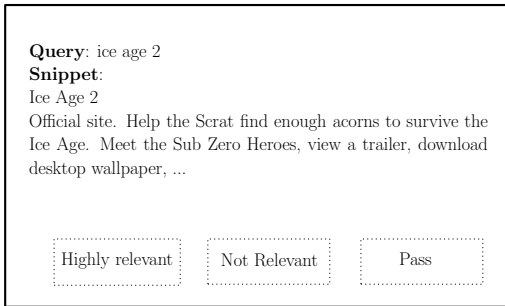 Query: ice age 2
Snippet:
Ice Age 2
Official site. Help the Scrat find enough acorns to survive the
Ice Age. Meet the Sub Zero Heroes, view a trailer, download
desktop wallpaper, ...
Highly relevant Not Relevant Pass